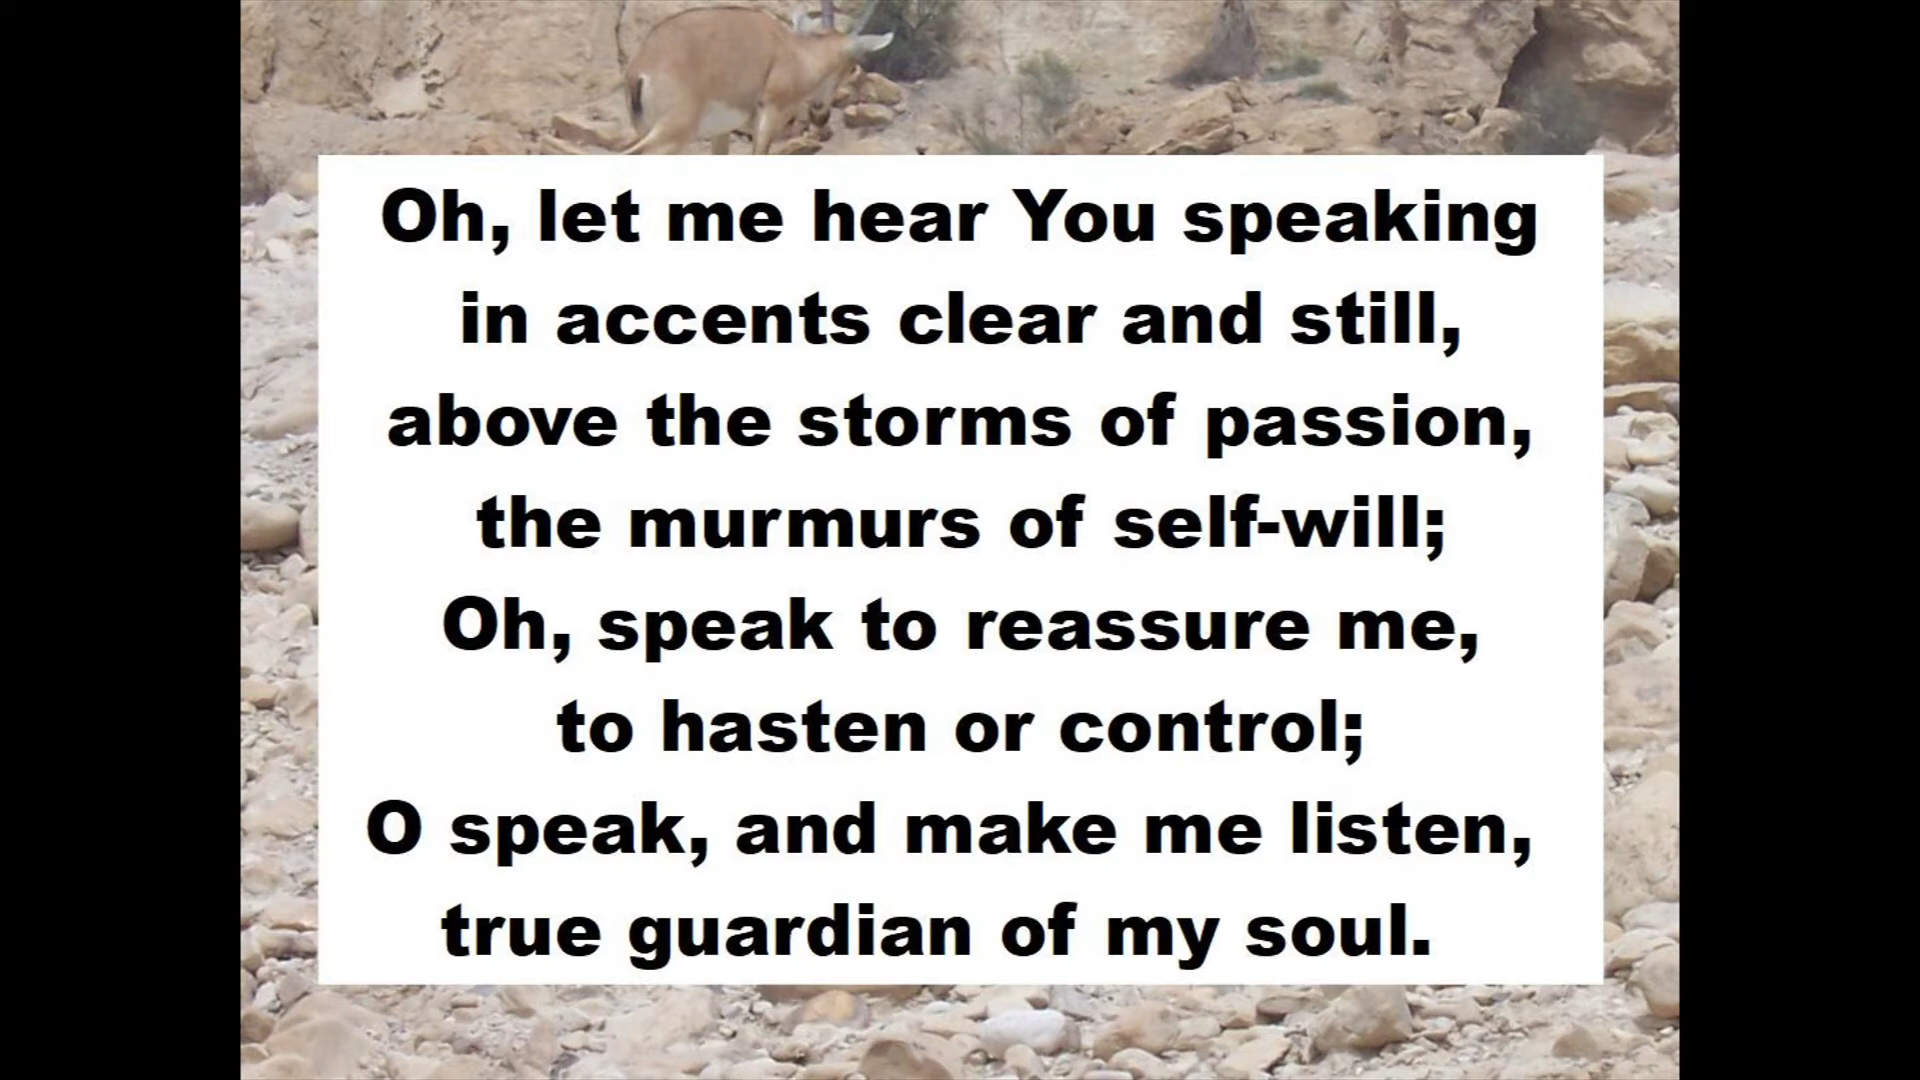 Oh, let me hear You speaking
in accents clear and still,
above the storms of passion,
the murmurs of self-will;
Oh, speak to reassure me,
to hasten or control;
O speak, and make me listen,
true guardian of my soul.